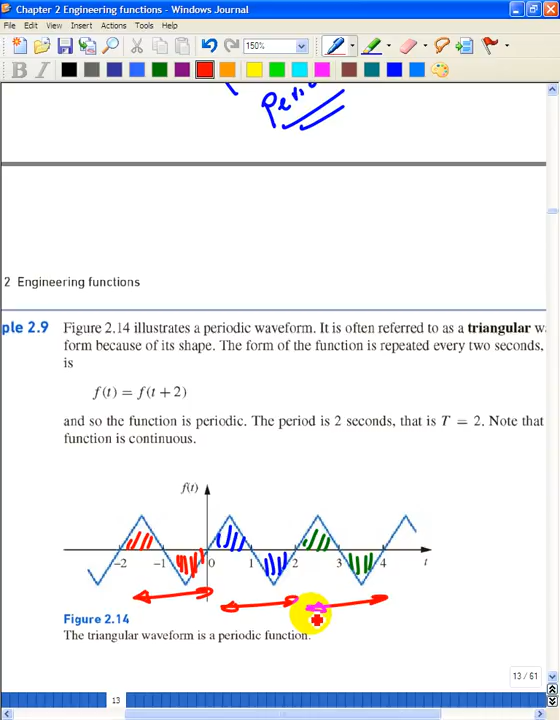 Chapter 2 Engineering functions - Windows Journal
File Edit View Insert Actions Tools Help
150%
B I
2 Engineering functions
ple 2.9 Figure 2.14 illustrates a periodic waveform. It is often referred to as a triangular w
form because of its shape. The form of the function is repeated every two seconds,
is
f(t) = f(t + 2)
and so the function is periodic. The period is 2 seconds, that is T = 2. Note that
function is continuous.
f(t)
−2 −1 0 1 2 3 4 t
Figure 2.14
The triangular waveform is a periodic function.
13 / 61
13